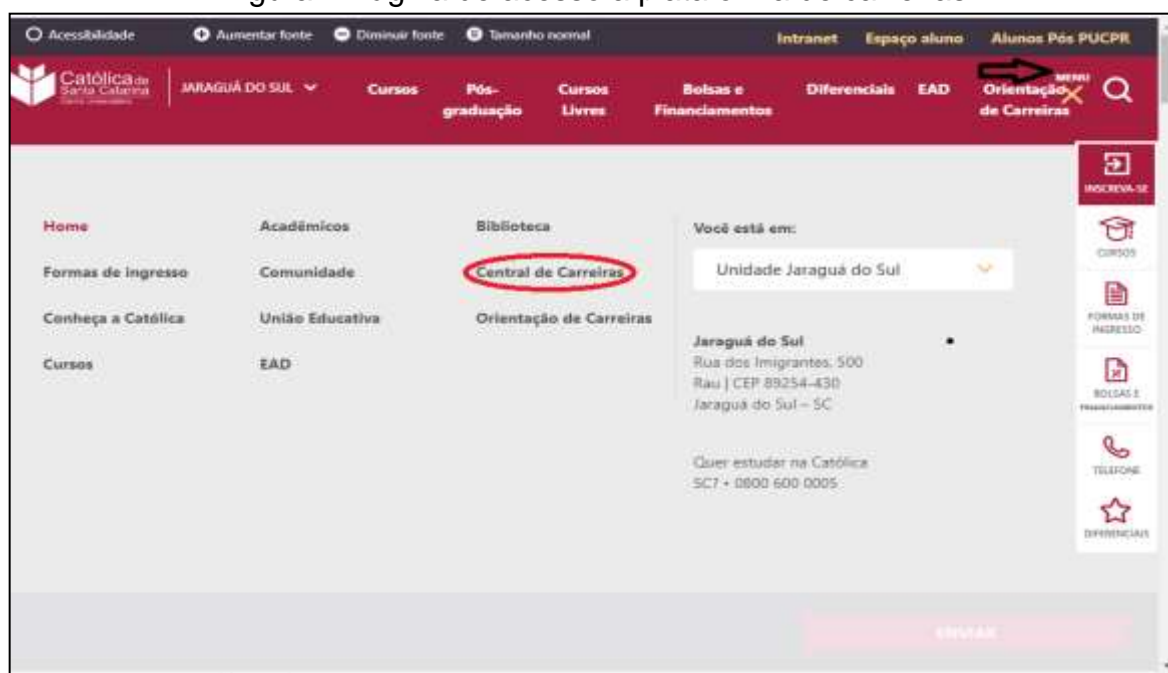 Acessibilidade Aumentar fonte Diminuir fonte Tamanho normal Intranet Espaço aluno Alunos Pós PUCPR
Católica de
Santa Catarina
JARAGUÁ DO SUL
Cursos
Pós-
graduação
Cursos
Livres
Bolsas e
Financiamentos
Diferenciais
EAD
Orientação
de Carreiras
MENU
INSCREVA-SE
CURSOS
FORMAS DE
INGRESSO
BOLSAS E
FINANCIAMENTOS
TELEFONE
DIFERENCIAIS
Home
Formas de ingresso
Conheça a Católica
Cursos
Acadêmicos
Comunidade
União Educativa
EAD
Biblioteca
Central de Carreiras
Orientação de Carreiras
Você está em:
Unidade Jaraguá do Sul
Jaraguá do Sul
Rua dos Imigrantes, 500
Rau | CEP 89254-430
Jaraguá do Sul – SC
Quer estudar na Católica
SC? • 0800 600 0005
ENVIAR